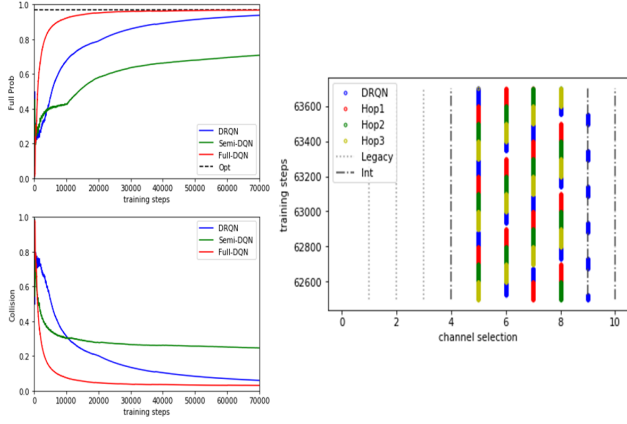 1.0
0.8
0.6
0.4
0.2
0.0
Full Prob
DRQN
Semi-DQN
Full-DQN
Opt
0 10000 20000 30000 40000 50000 60000 70000
training steps
1.0
0.8
0.6
0.4
0.2
0.0
Collision
DRQN
Semi-DQN
Full-DQN
0 10000 20000 30000 40000 50000 60000 70000
training steps
63600
63400
63200
63000
62800
62600
training steps
DRQN
Hop1
Hop2
Hop3
Legacy
Int
0 2 4 6 8 10
channel selection